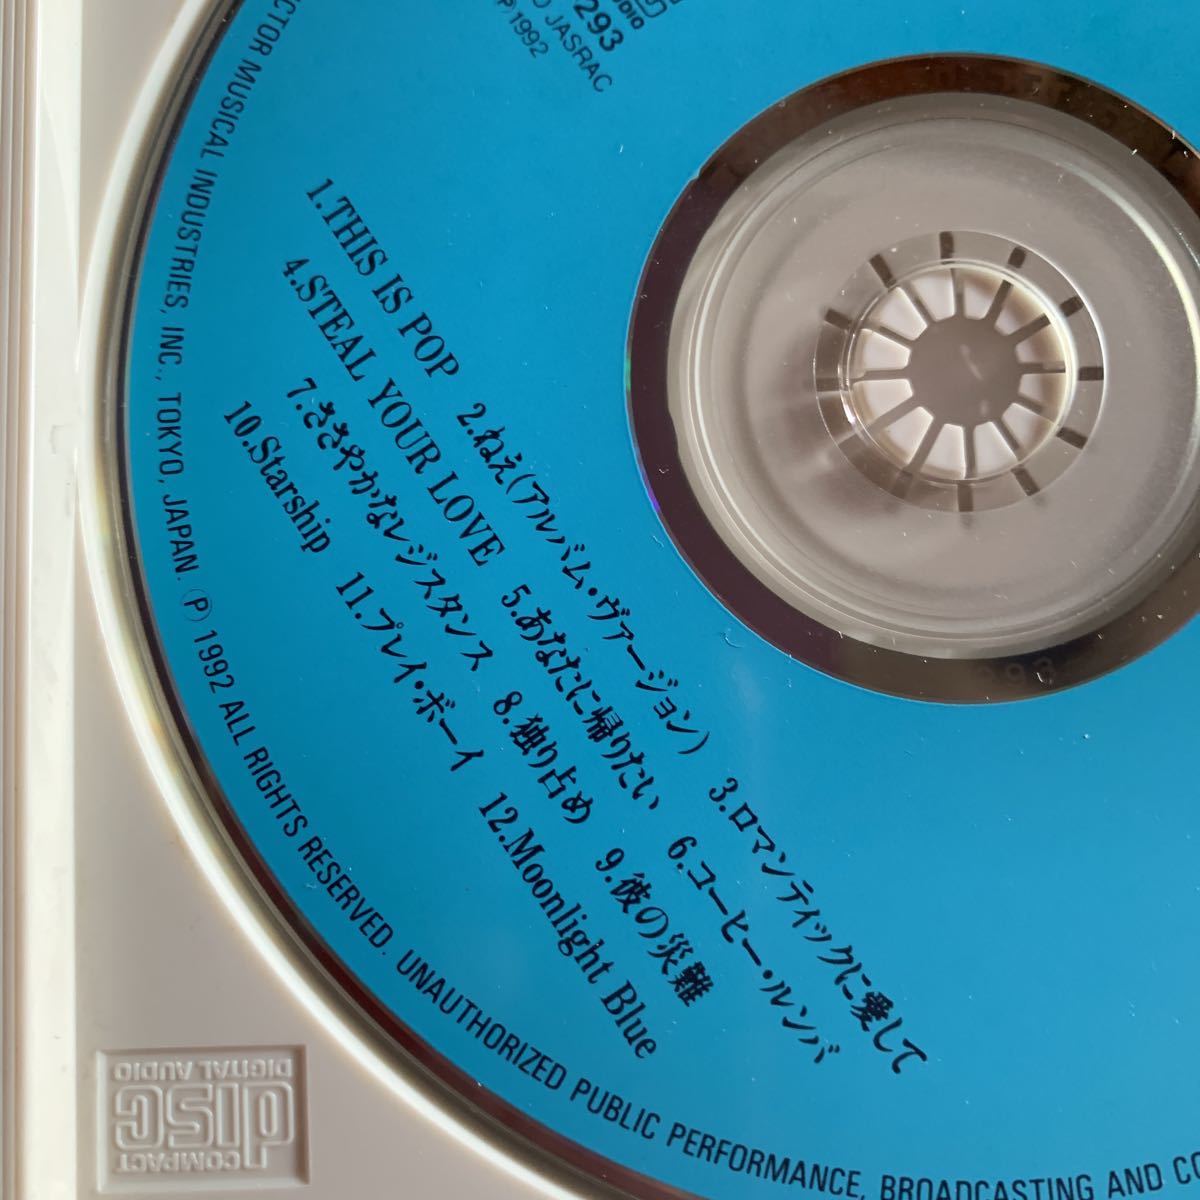 293
℗1992 JASRAC
1.THIS IS POP 2.ねえ(アルバム・ヴァージョン) 3.ロマンティックに愛して
4.STEAL YOUR LOVE 5.あなたに帰りたい 6.コーヒー・ルンバ
7.ささやかなレジスタンス 8.独り占め 9.彼の災難
10.Starship 11.プレイ・ボーイ 12.Moonlight Blue
MUSICAL INDUSTRIES, INC., TOKYO, JAPAN. ℗ 1992 ALL RIGHTS RESERVED. UNAUTHORIZED PUBLIC PERFORMANCE, BROADCASTING AND
COMPACT
disc
DIGITAL AUDIO